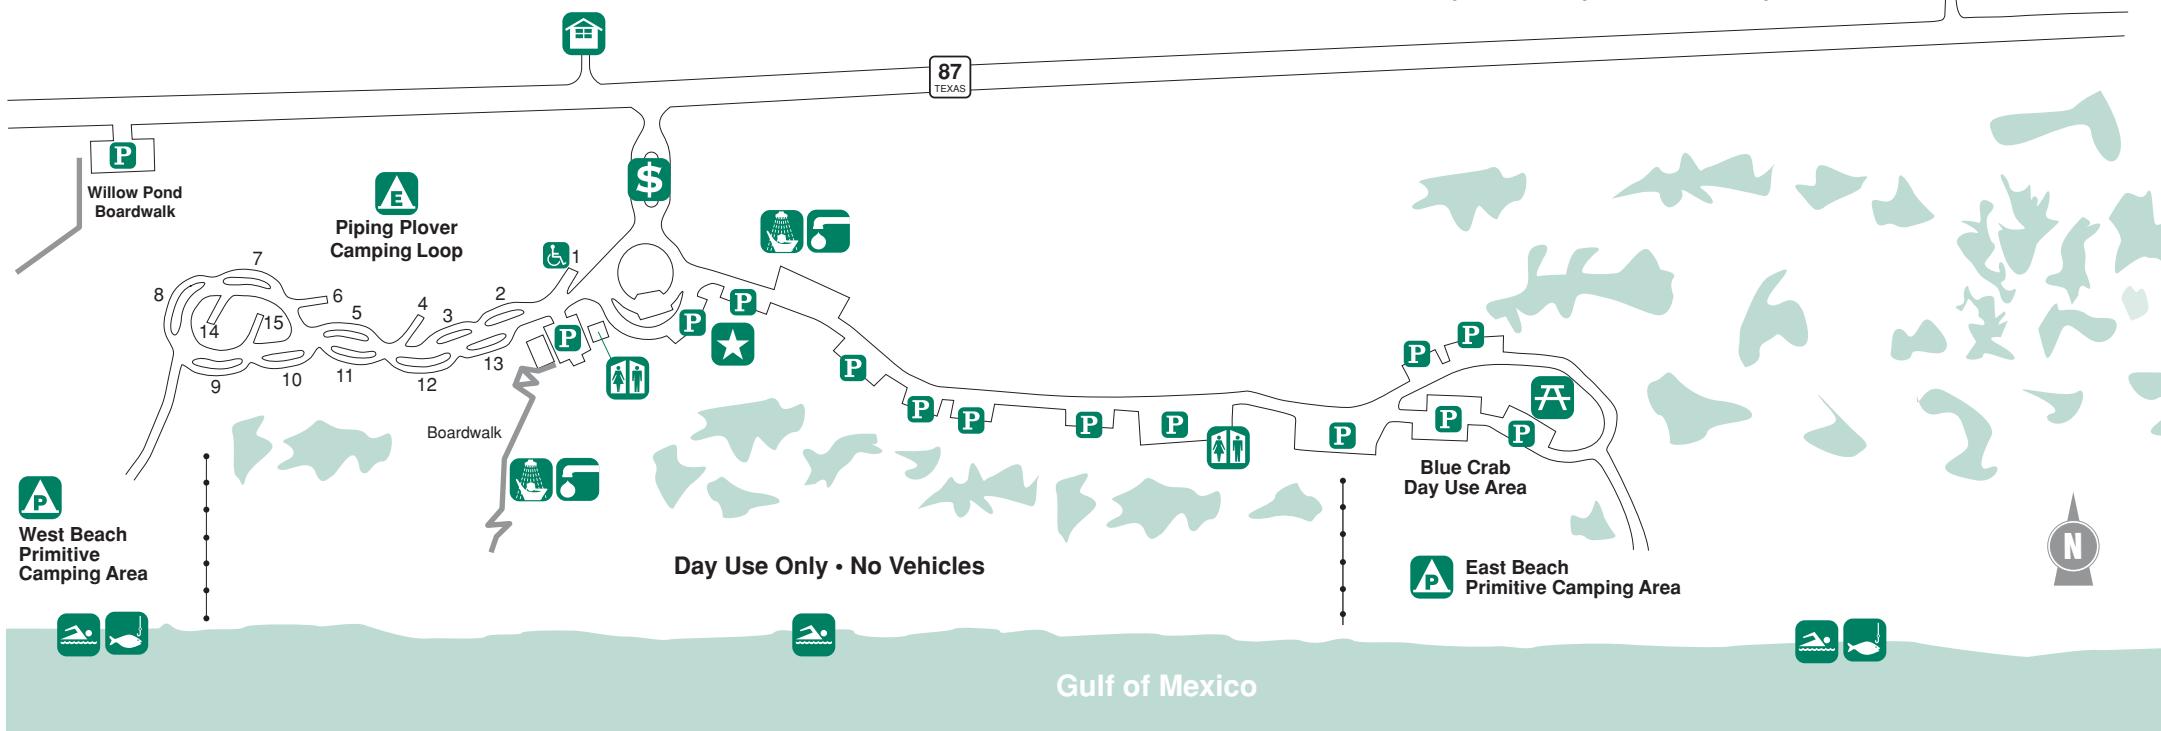 87
TEXAS
P
Willow Pond
Boardwalk
E
Piping Plover
Camping Loop
$
1
2
3
4
5
6
7
8
14
15
9
10
11
12
13
P
P
P
P
P
P
P
P
P
P
P
P
P
Boardwalk
Blue Crab
Day Use Area
P
West Beach
Primitive
Camping Area
Day Use Only • No Vehicles
P
East Beach
Primitive Camping Area
N
Gulf of Mexico